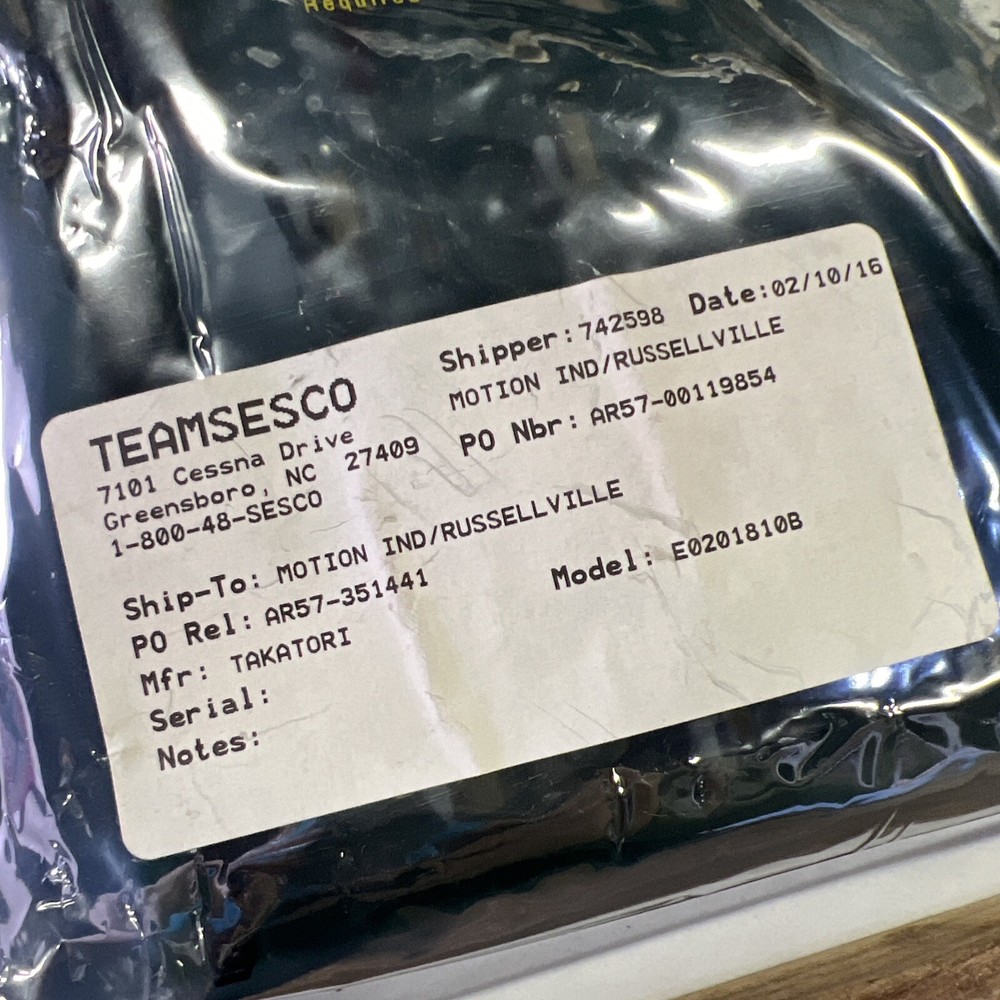 Required
TEAMSESCO
7101 Cessna Drive
Greensboro, NC 27409
1-800-48-SESCO
Shipper: 742598 Date: 02/10/16
MOTION IND/RUSSELLVILLE
PO Nbr: AR57-00119854
Ship-To: MOTION IND/RUSSELLVILLE
PO Rel: AR57-351441
Model: E0201810B
Mfr: TAKATORI
Serial:
Notes: